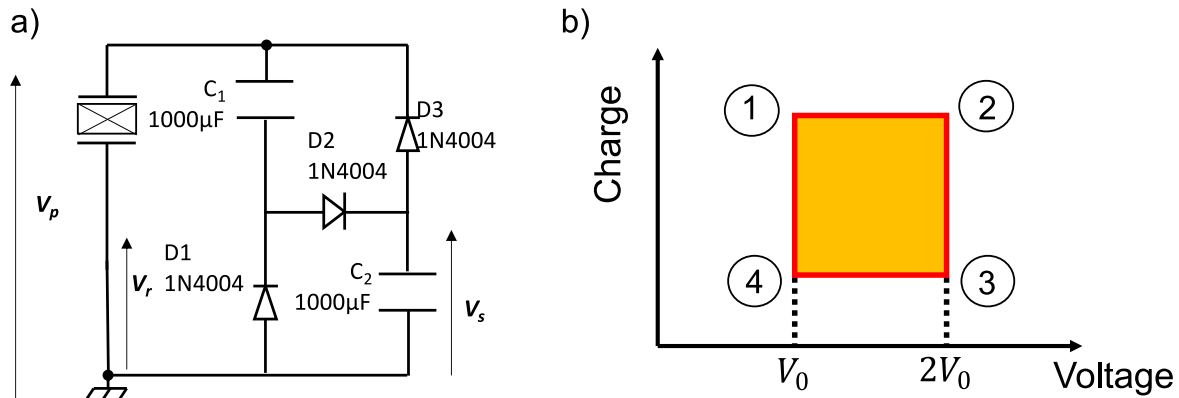 a)
C1
1000µF
D3
1N4004
D2
1N4004
Vp
Vr
D1
1N4004
C2
1000µF
Vs
b)
Charge
1
2
4
3
V0
2V0
Voltage